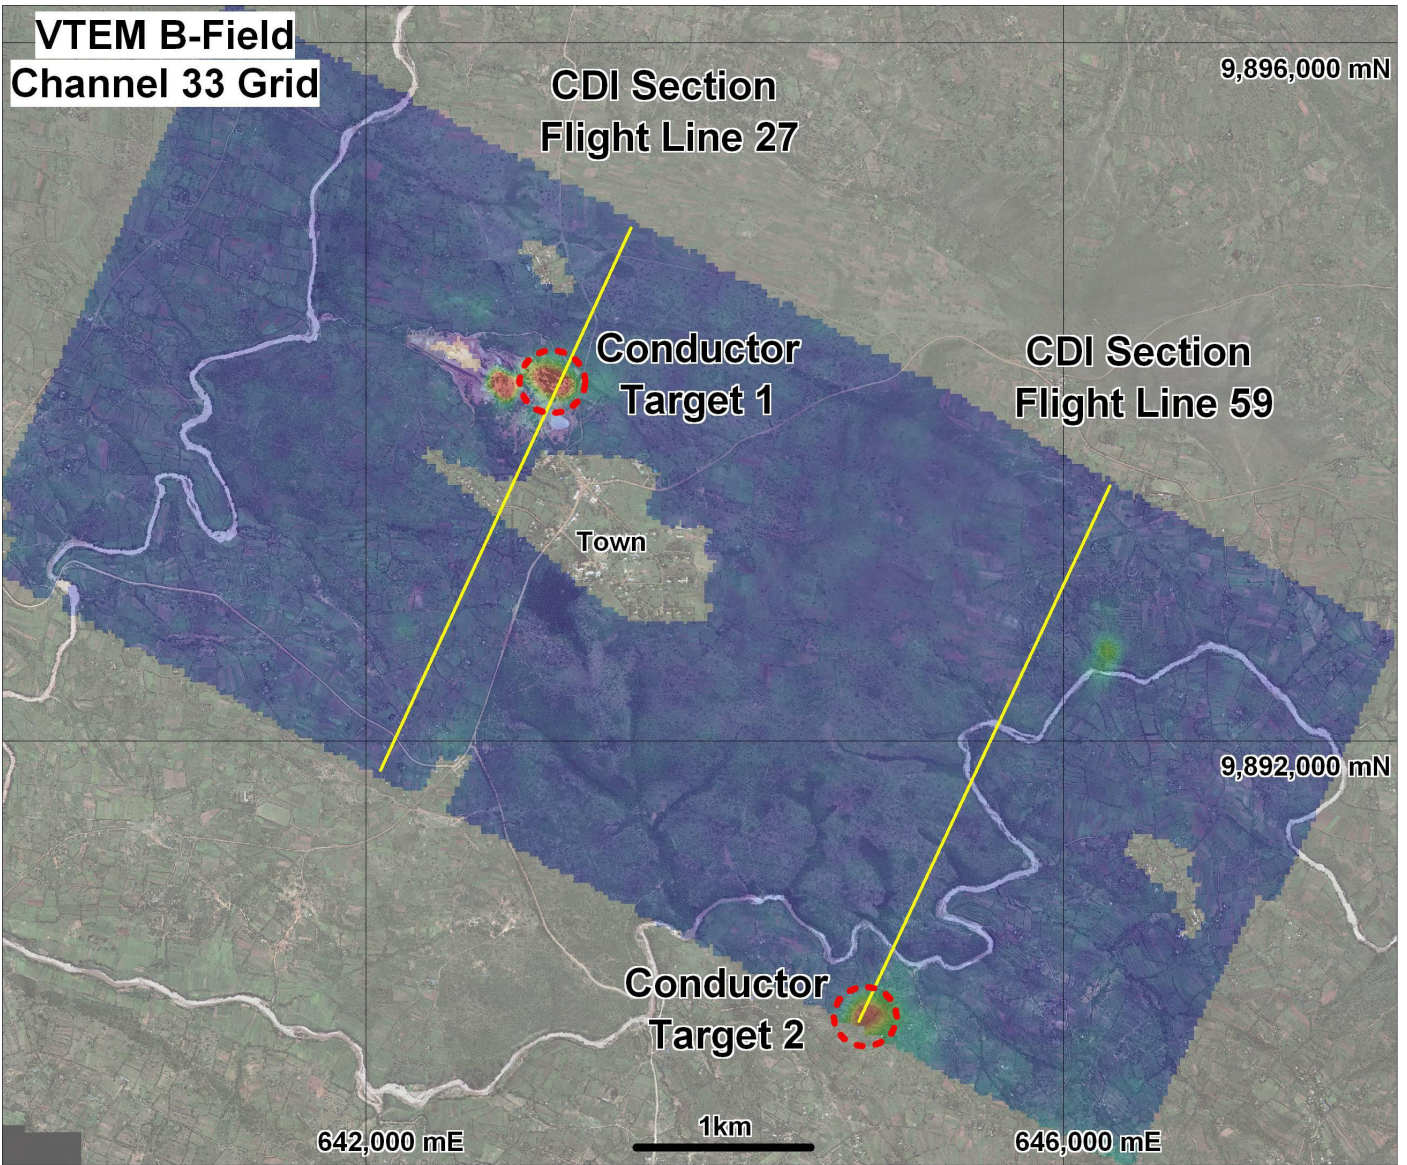 VTEM B-Field
Channel 33 Grid
9,896,000 mN
CDI Section
Flight Line 27
Conductor
Target 1
CDI Section
Flight Line 59
Town
9,892,000 mN
Conductor
Target 2
1km
642,000 mE
646,000 mE